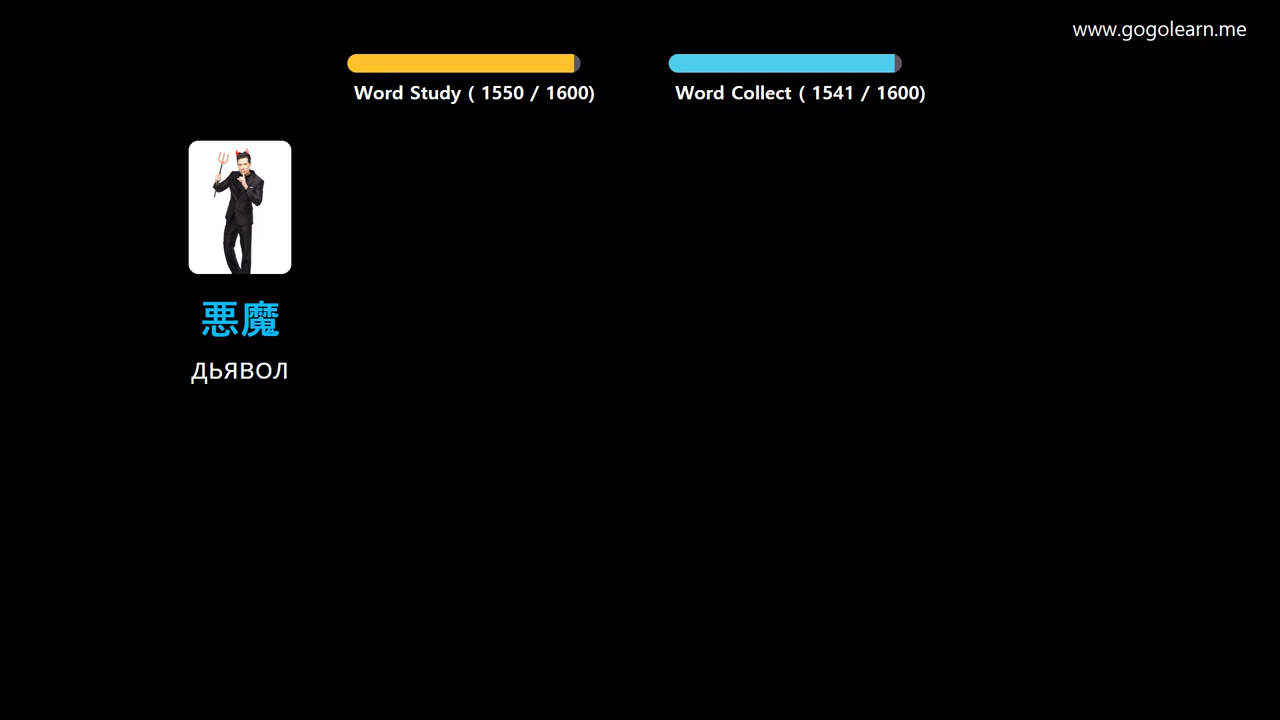 www.gogolearn.me
Word Study ( 1550 / 1600)
Word Collect ( 1541 / 1600)
悪魔
дьявол